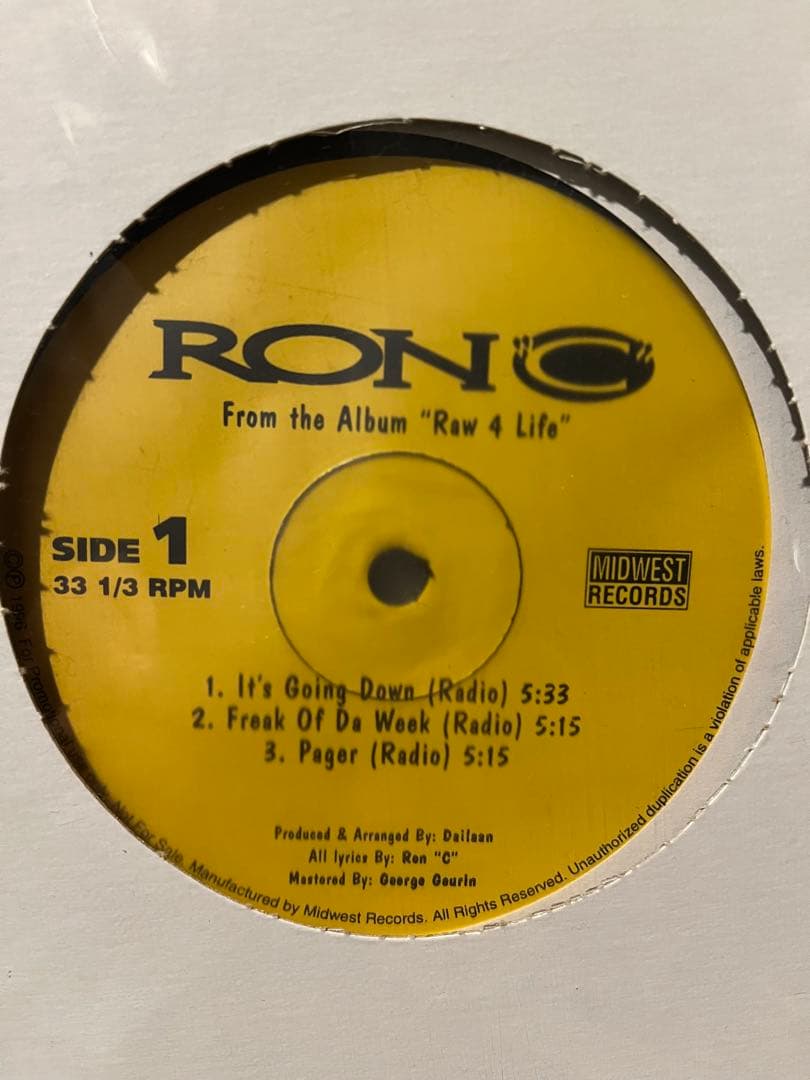 RON "C"
From the Album "Raw 4 Life"
SIDE 1
33 1/3 RPM
MIDWEST
RECORDS
1. It's Going Down (Radio) 5:33
2. Freak Of Da Week (Radio) 5:15
3. Pager (Radio) 5:15
Produced & Arranged By: Dailaan
All lyrics By: Ron "C"
Mastered By: George Geurin
©℗ 1996 For Not For Sale. Manufactured by Midwest Records. All Rights Reserved. Unauthorized duplication is a violation of applicable laws.